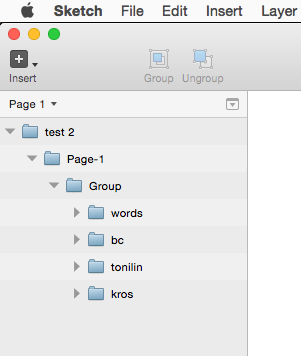 Sketch File Edit Insert Layer
Insert Group Ungroup
Page 1
test 2
Page-1
Group
words
bc
tonilin
kros